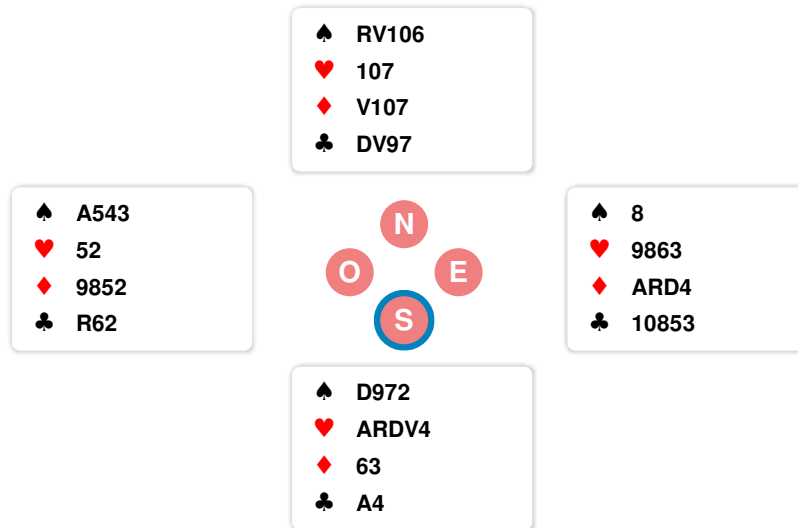 ♠ RV106
♥ 107
♦ V107
♣ DV97
♠ A543
♥ 52
♦ 9852
♣ R62
N
O E
S
♠ 8
♥ 9863
♦ ARD4
♣ 10853
♠ D972
♥ ARDV4
♦ 63
♣ A4